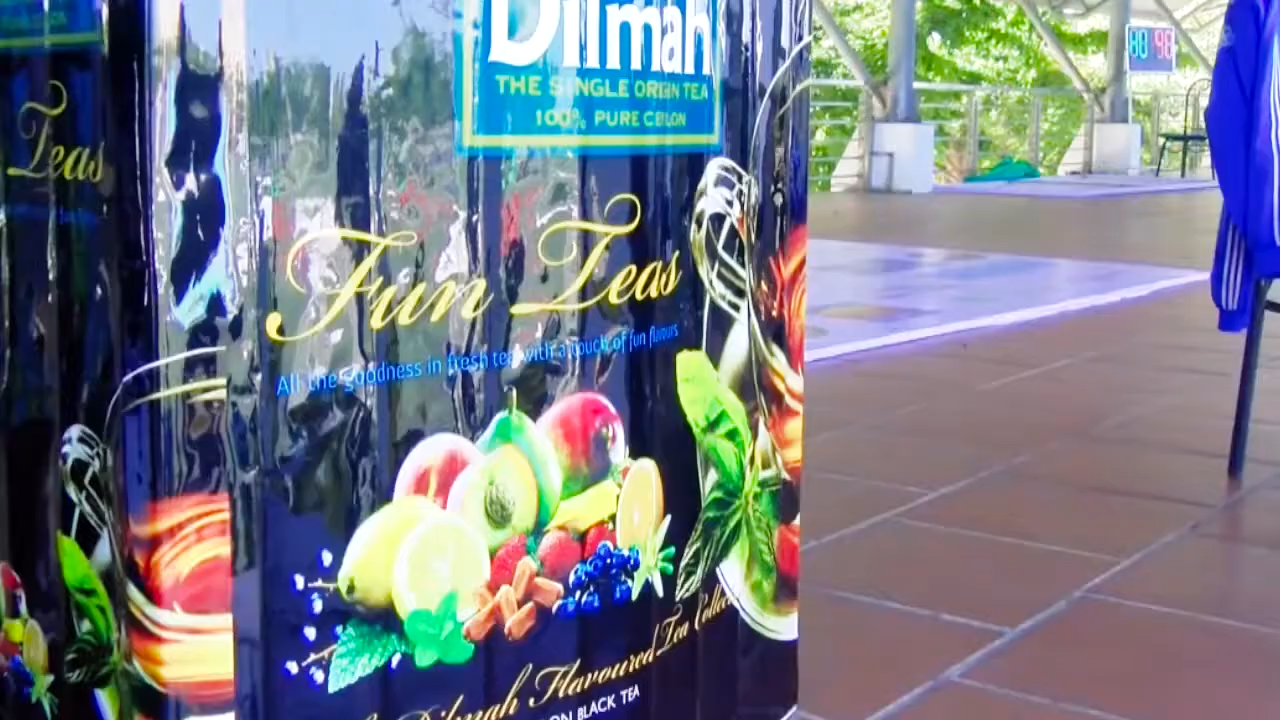 Dilmah
THE SINGLE ORIGIN TEA
100% PURE CEYLON
Teas
Fun Teas
All the goodness in fresh tea with a touch of fun flavours
Dilmah Flavoured Tea
BLACK TEA